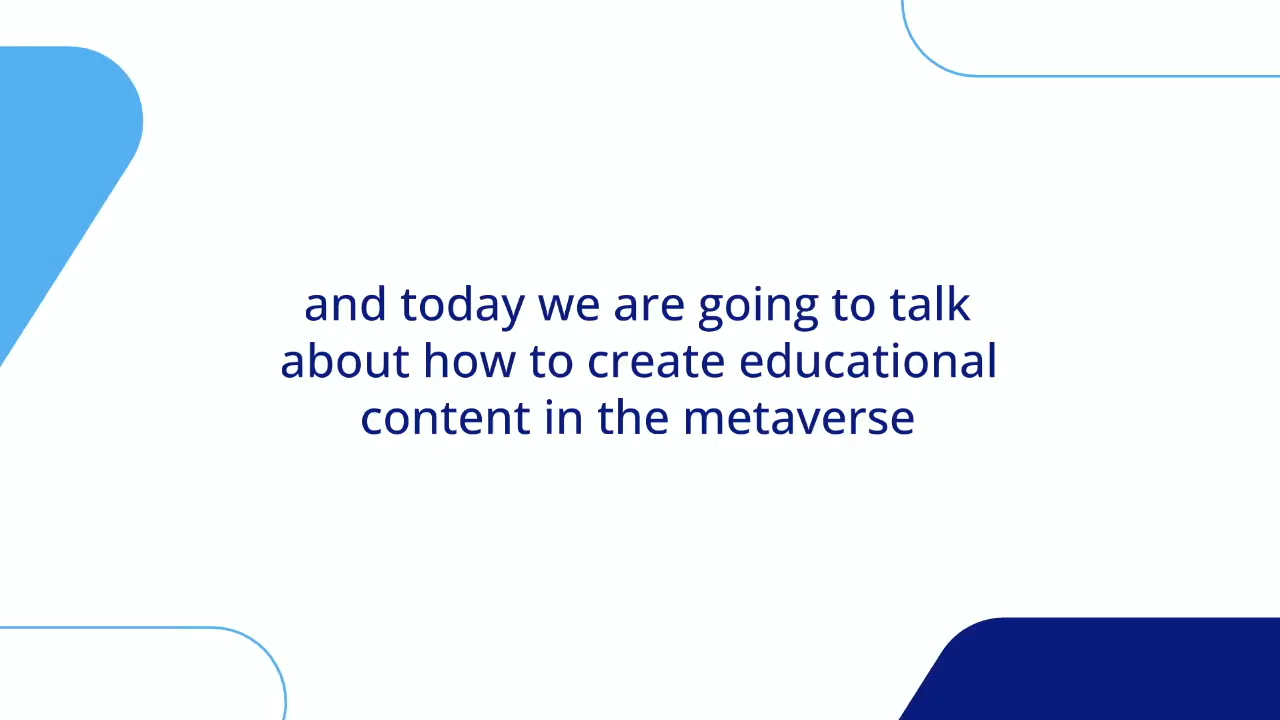 and today we are going to talk
about how to create educational
content in the metaverse